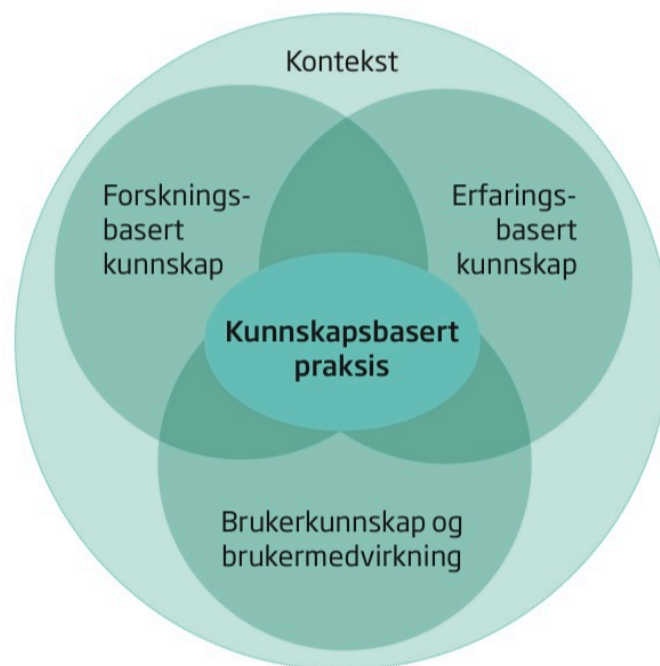 Kontekst
Forsknings-
basert
kunnskap
Erfarings-
basert
kunnskap
Kunnskapsbasert
praksis
Brukerkunnskap og
brukermedvirkning